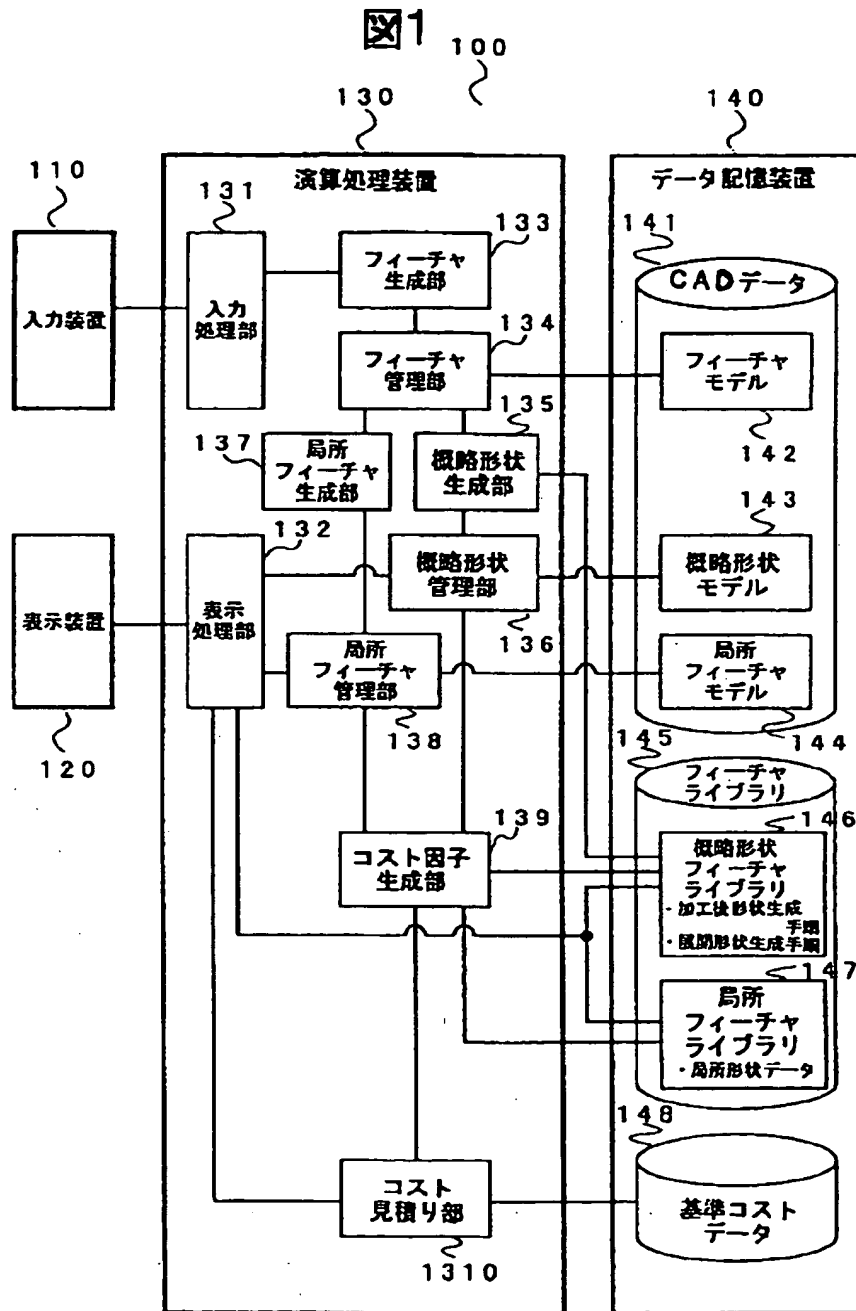 図1
100
130
140
演算処理装置
データ記憶装置
110
入力装置
131
入力
処理部
133
フィーチャ
生成部
134
フィーチャ
管理部
141
CADデータ
フィーチャ
モデル
142
137
局所
フィーチャ
生成部
135
概略形状
生成部
132
表示
処理部
概略形状
管理部
136
143
概略形状
モデル
表示装置
120
局所
フィーチャ
管理部
138
局所
フィーチャ
モデル
144
145
フィーチャ
ライブラリ
139
コスト因子
生成部
146
概略形状
フィーチャ
ライブラリ
・加工後形状生成
手順
・展開形状生成手順
147
局所
フィーチャ
ライブラリ
・局所形状データ
148
コスト
見積り部
1310
基準コスト
データ